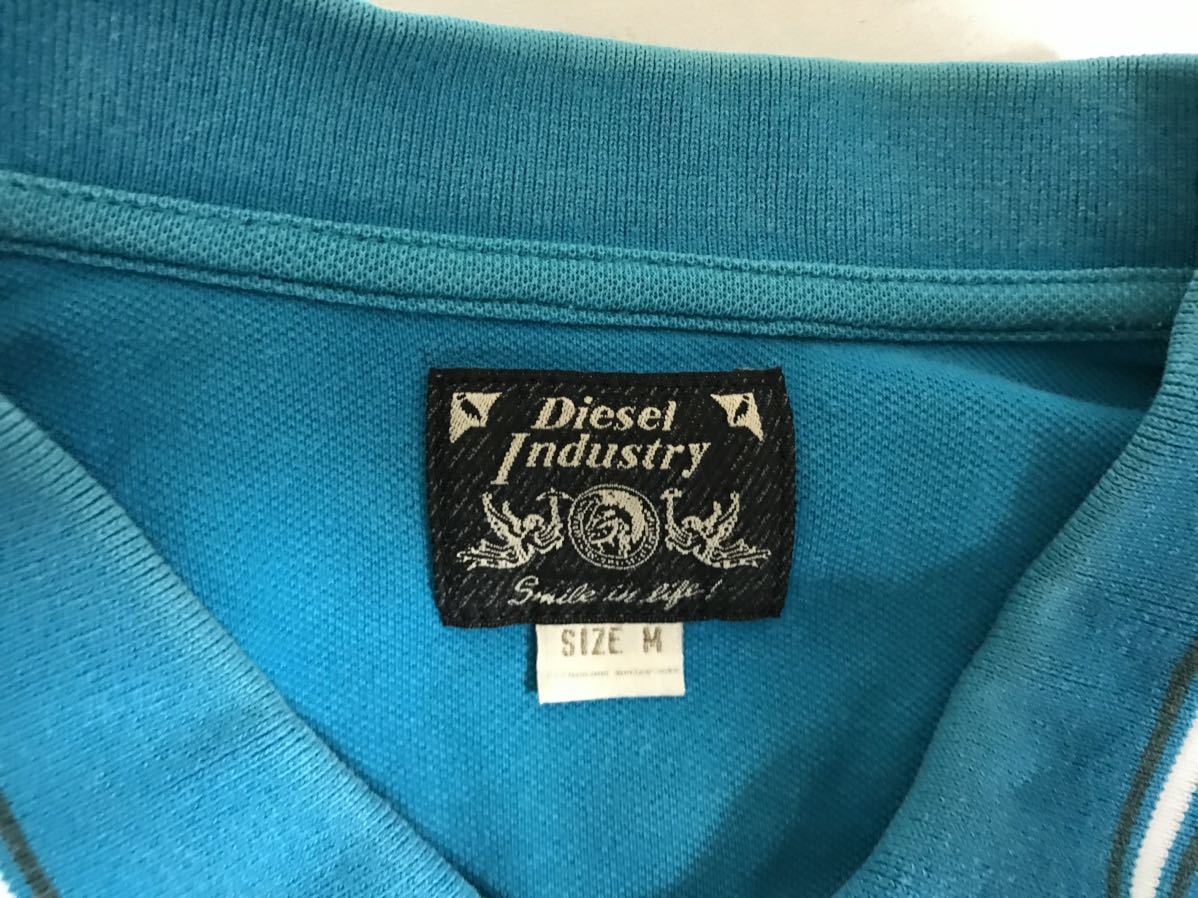 Diesel
Industry
Smile in life!
SIZE M